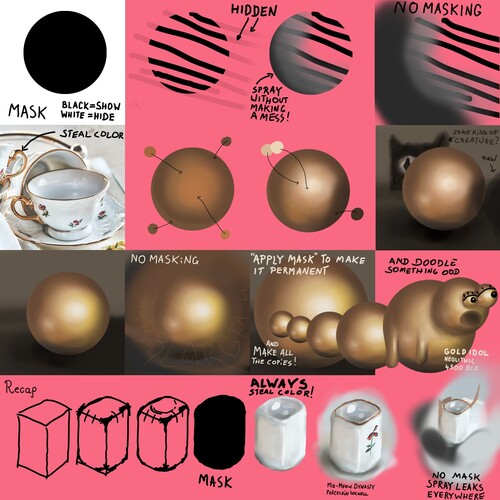 HIDDEN
NO MASKING
MASK
BLACK=SHOW
WHITE=HIDE
SPRAY
WITHOUT
MAKING
A MESS!
STEAL COLOR
SOME KIND OF
CREATURE?
NO MASKING
"APPLY MASK" TO MAKE
IT PERMANENT
AND DOODLE
SOMETHING ODD
AND
MAKE ALL
THE COPIES!
GOLD IDOL
NEOLITHIC
4500 BCE
Recap
ALWAYS
STEAL COLOR!
MASK
DYNASTY
PORCELAIN
NO MASK
SPRAY LEAKS
EVERYWHERE